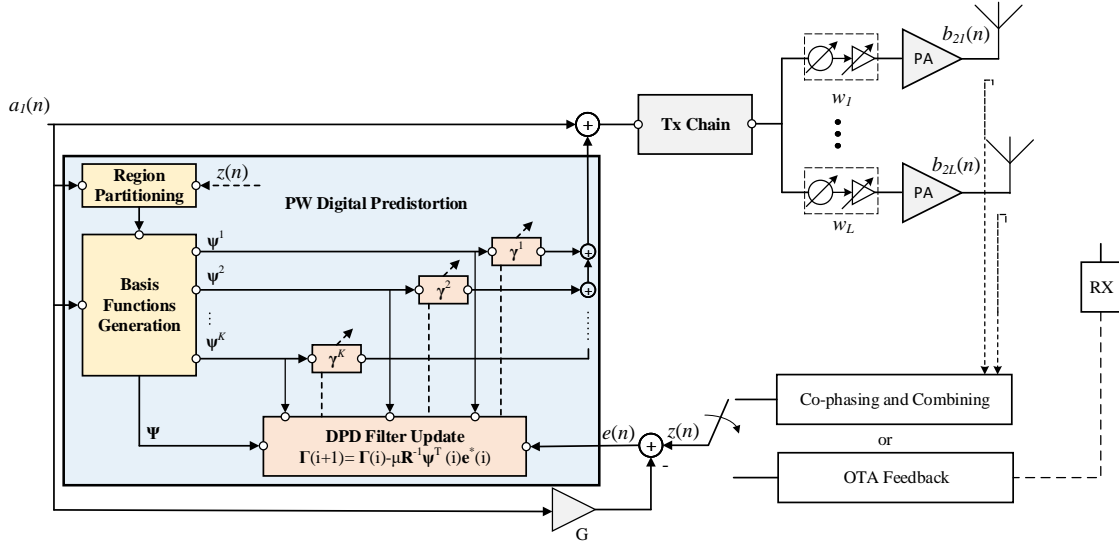 b₂₁(n)
PA
w₁
a₁(n)
+
Tx Chain
Region
Partitioning
z(n)
PW Digital Predistortion
b₂L(n)
PA
w_L
Ψ¹
γ¹
+
Basis
Functions
Generation
Ψ²
γ²
+
RX
Ψᴷ
γᴷ
Co-phasing and Combining
or
OTA Feedback
Ψ
DPD Filter Update
Γ(i+1)= Γ(i)-μR⁻¹ψᵀ(i)e*(i)
e(n)
+
z(n)
-
G